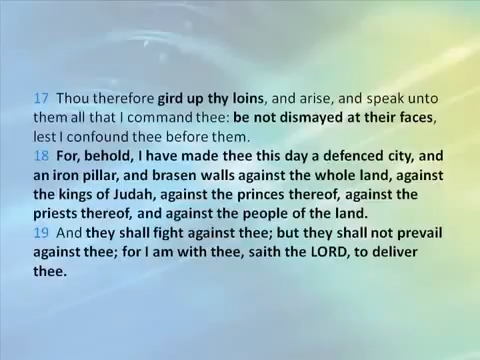 17 Thou therefore gird up thy loins, and arise, and speak unto
them all that I command thee: be not dismayed at their faces,
lest I confound thee before them.
18 For, behold, I have made thee this day a defenced city, and
an iron pillar, and brasen walls against the whole land, against
the kings of Judah, against the princes thereof, against the
priests thereof, and against the people of the land.
19 And they shall fight against thee; but they shall not prevail
against thee; for I am with thee, saith the LORD, to deliver
thee.